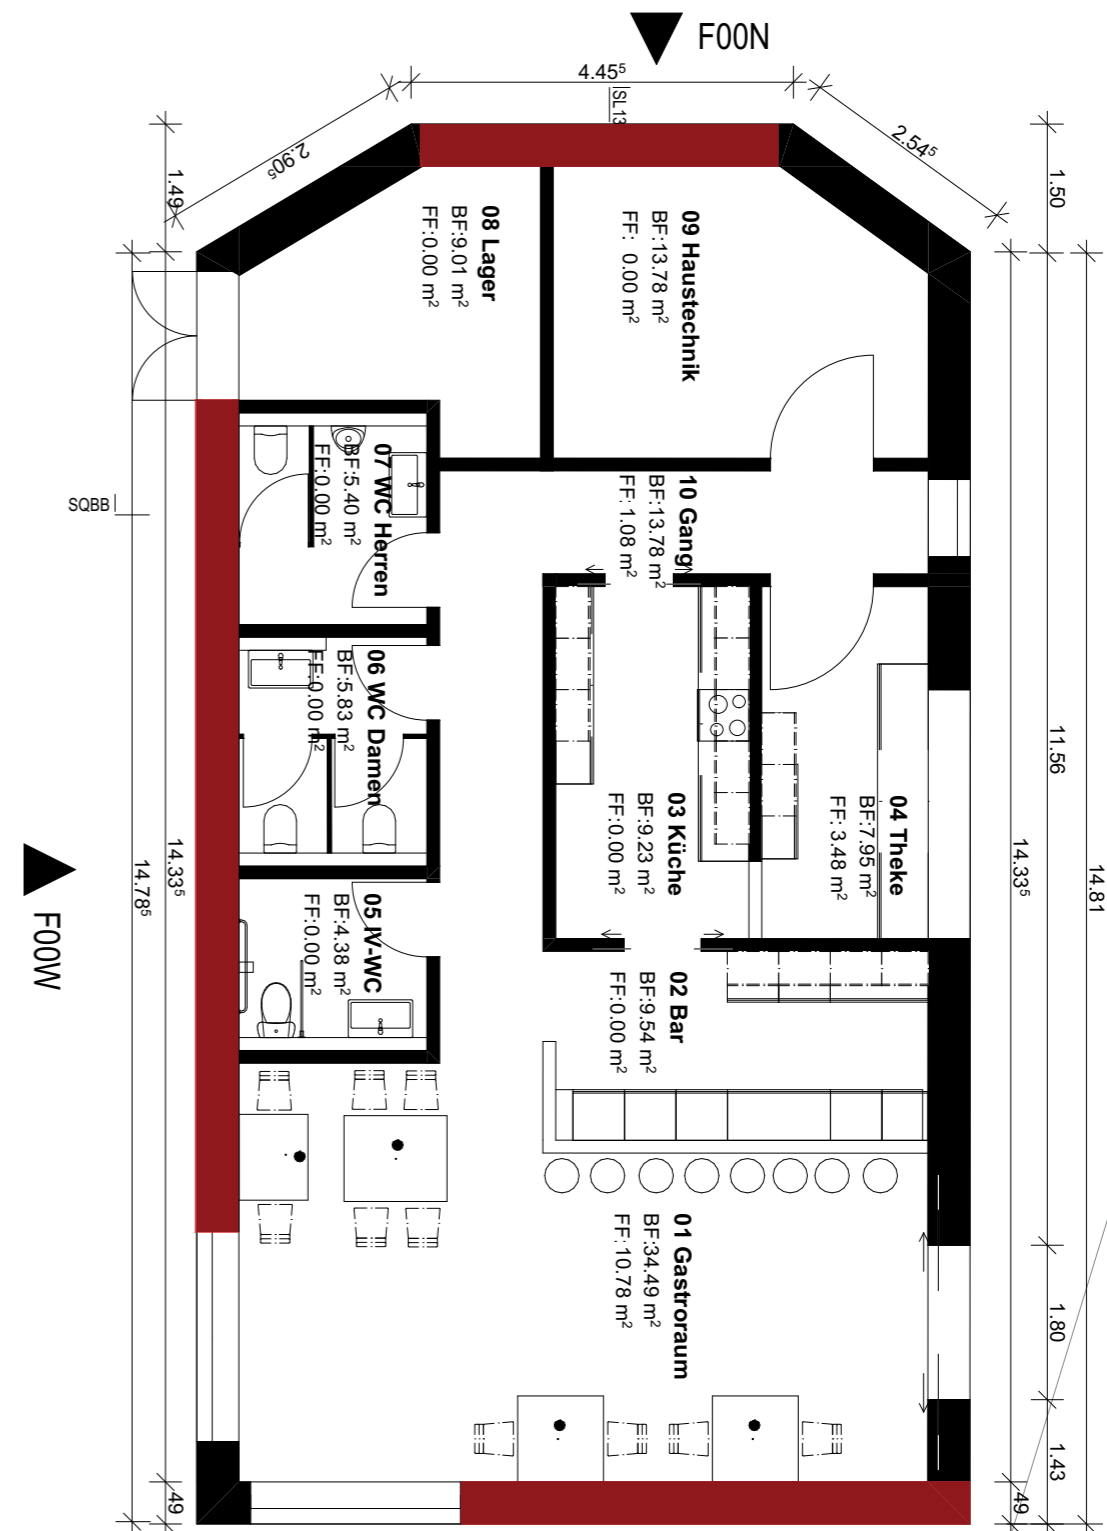 F00N
4.45⁵
SL13
2.90⁵
2.54⁵
1.49
1.50
08 Lager
BF:9.01 m²
FF:0.00 m²
09 Haustechnik
BF:13.78 m²
FF: 0.00 m²
07 WC Herren
BF:5.40 m²
FF:0.00 m²
10 Gang
BF:13.78 m²
FF: 1.08 m²
SQBB
06 WC Damen
BF:5.83 m²
FF:0.00 m²
03 Küche
BF:9.23 m²
FF:0.00 m²
04 Theke
BF:7.95 m²
FF: 3.48 m²
11.56
14.33⁵
14.81
14.33⁵
14.78⁵
F00W
05 IV-WC
BF:4.38 m²
FF:0.00 m²
02 Bar
BF:9.54 m²
FF:0.00 m²
01 Gastroraum
BF:34.49 m²
FF: 10.78 m²
1.80
1.43
49
49